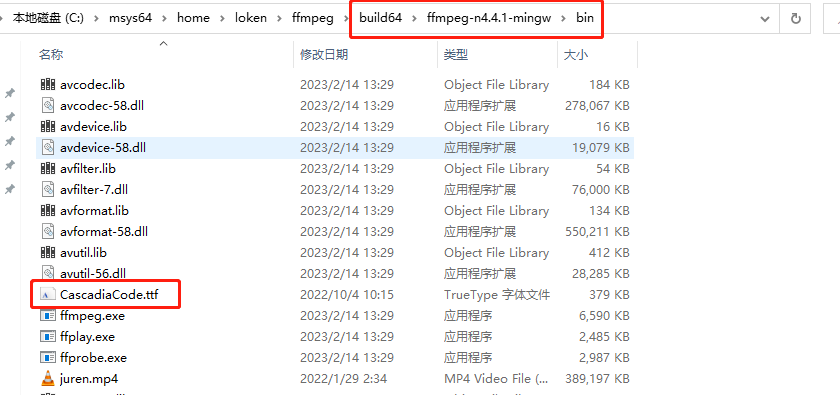 本地磁盘 (C:) › msys64 › home › loken › ffmpeg › build64 › ffmpeg-n4.4.1-mingw › bin
名称 修改日期 类型 大小
avcodec.lib 2023/2/14 13:29 Object File Library 184 KB
avcodec-58.dll 2023/2/14 13:29 应用程序扩展 278,067 KB
avdevice.lib 2023/2/14 13:29 Object File Library 16 KB
avdevice-58.dll 2023/2/14 13:29 应用程序扩展 19,079 KB
avfilter.lib 2023/2/14 13:29 Object File Library 54 KB
avfilter-7.dll 2023/2/14 13:29 应用程序扩展 76,000 KB
avformat.lib 2023/2/14 13:29 Object File Library 134 KB
avformat-58.dll 2023/2/14 13:29 应用程序扩展 550,211 KB
avutil.lib 2023/2/14 13:29 Object File Library 412 KB
avutil-56.dll 2023/2/14 13:29 应用程序扩展 28,285 KB
CascadiaCode.ttf 2022/10/4 10:15 TrueType 字体文件 379 KB
ffmpeg.exe 2023/2/14 13:29 应用程序 6,590 KB
ffplay.exe 2023/2/14 13:29 应用程序 2,485 KB
ffprobe.exe 2023/2/14 13:29 应用程序 2,987 KB
juren.mp4 2022/1/29 2:34 MP4 Video File (... 389,197 KB